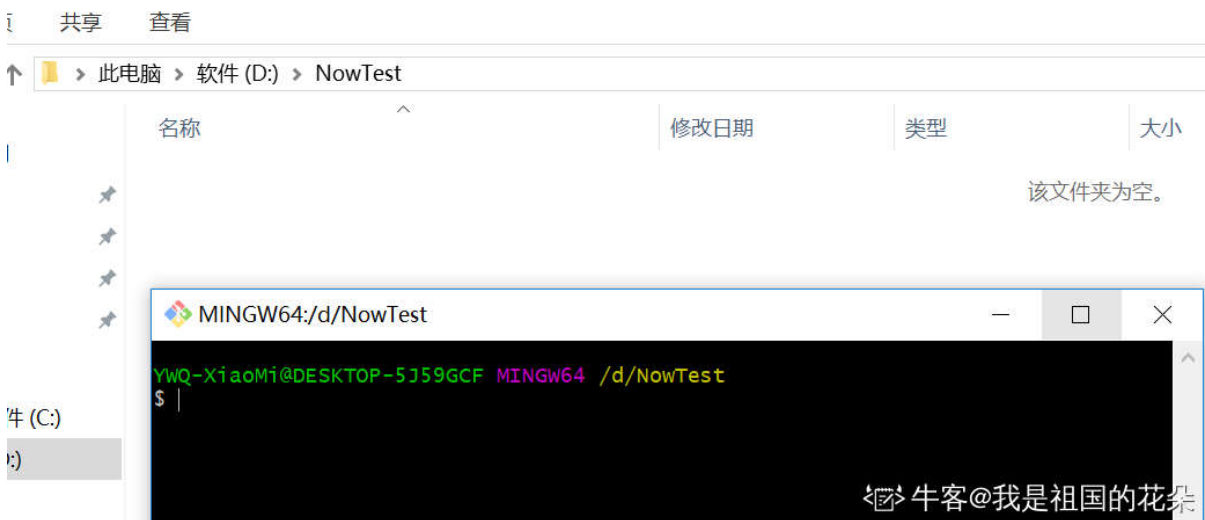 共享 查看
此电脑 > 软件 (D:) > NowTest
名称 修改日期 类型 大小
该文件夹为空。
MINGW64:/d/NowTest
YWQ-XiaoMi@DESKTOP-5J59GCF MINGW64 /d/NowTest
$
件 (C:)
:)
牛客@我是祖国的花朵